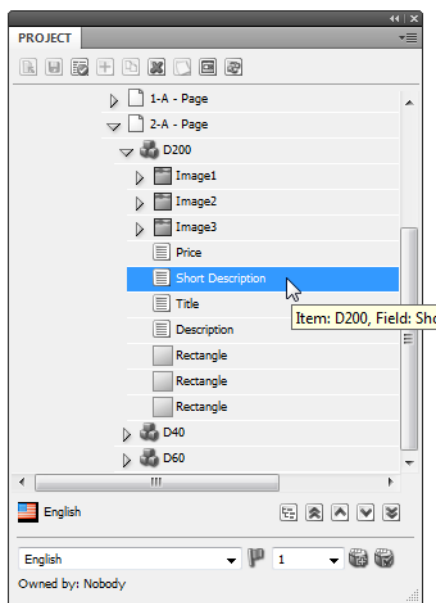 PROJECT
1-A - Page
2-A - Page
D200
Image1
Image2
Image3
Price
Short Description
Title
Item: D200, Field: Sho
Description
Rectangle
Rectangle
Rectangle
D40
D60
English
English
1
Owned by: Nobody